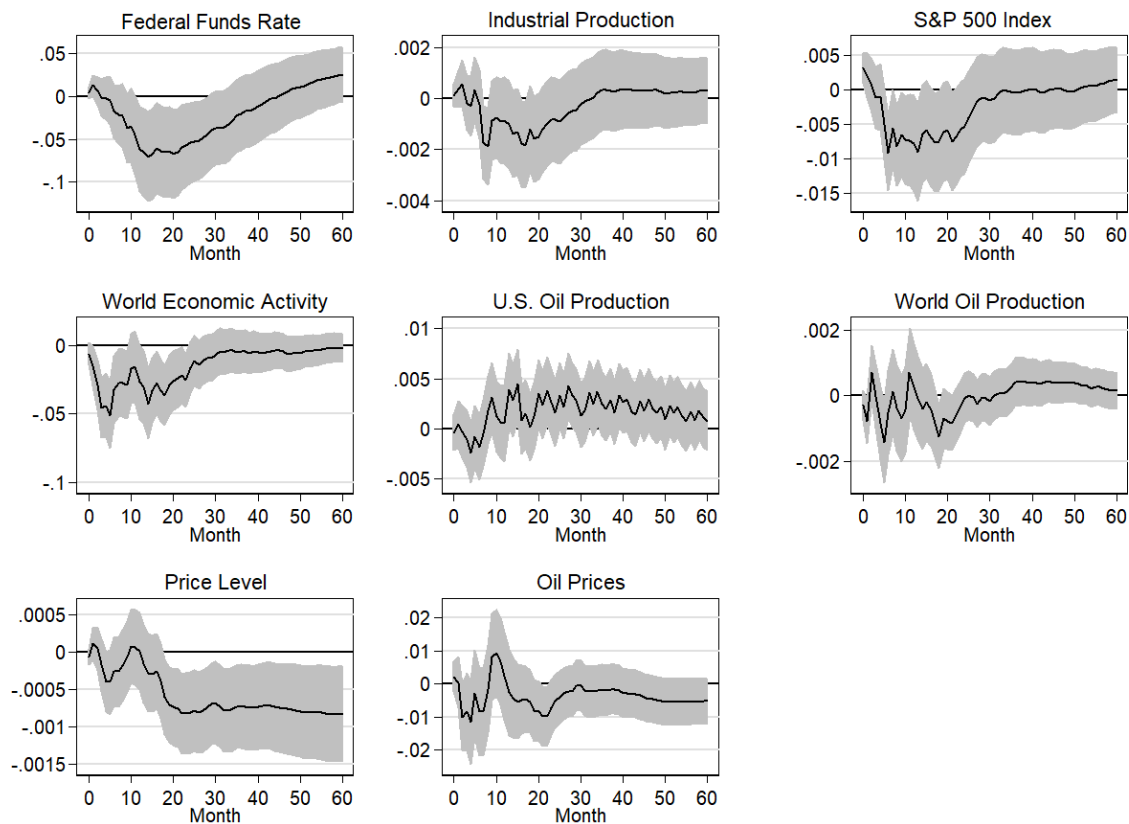 Federal Funds Rate
.05
0
-.05
-.1
0 10 20 30 40 50 60
Month
Industrial Production
.002
0
-.002
-.004
0 10 20 30 40 50 60
Month
S&P 500 Index
.005
0
-.005
-.01
-.015
0 10 20 30 40 50 60
Month
World Economic Activity
0
-.05
-.1
0 10 20 30 40 50 60
Month
U.S. Oil Production
.01
.005
0
-.005
0 10 20 30 40 50 60
Month
World Oil Production
.002
0
-.002
0 10 20 30 40 50 60
Month
Price Level
.0005
0
-.0005
-.001
-.0015
0 10 20 30 40 50 60
Month
Oil Prices
.02
.01
0
-.01
-.02
0 10 20 30 40 50 60
Month